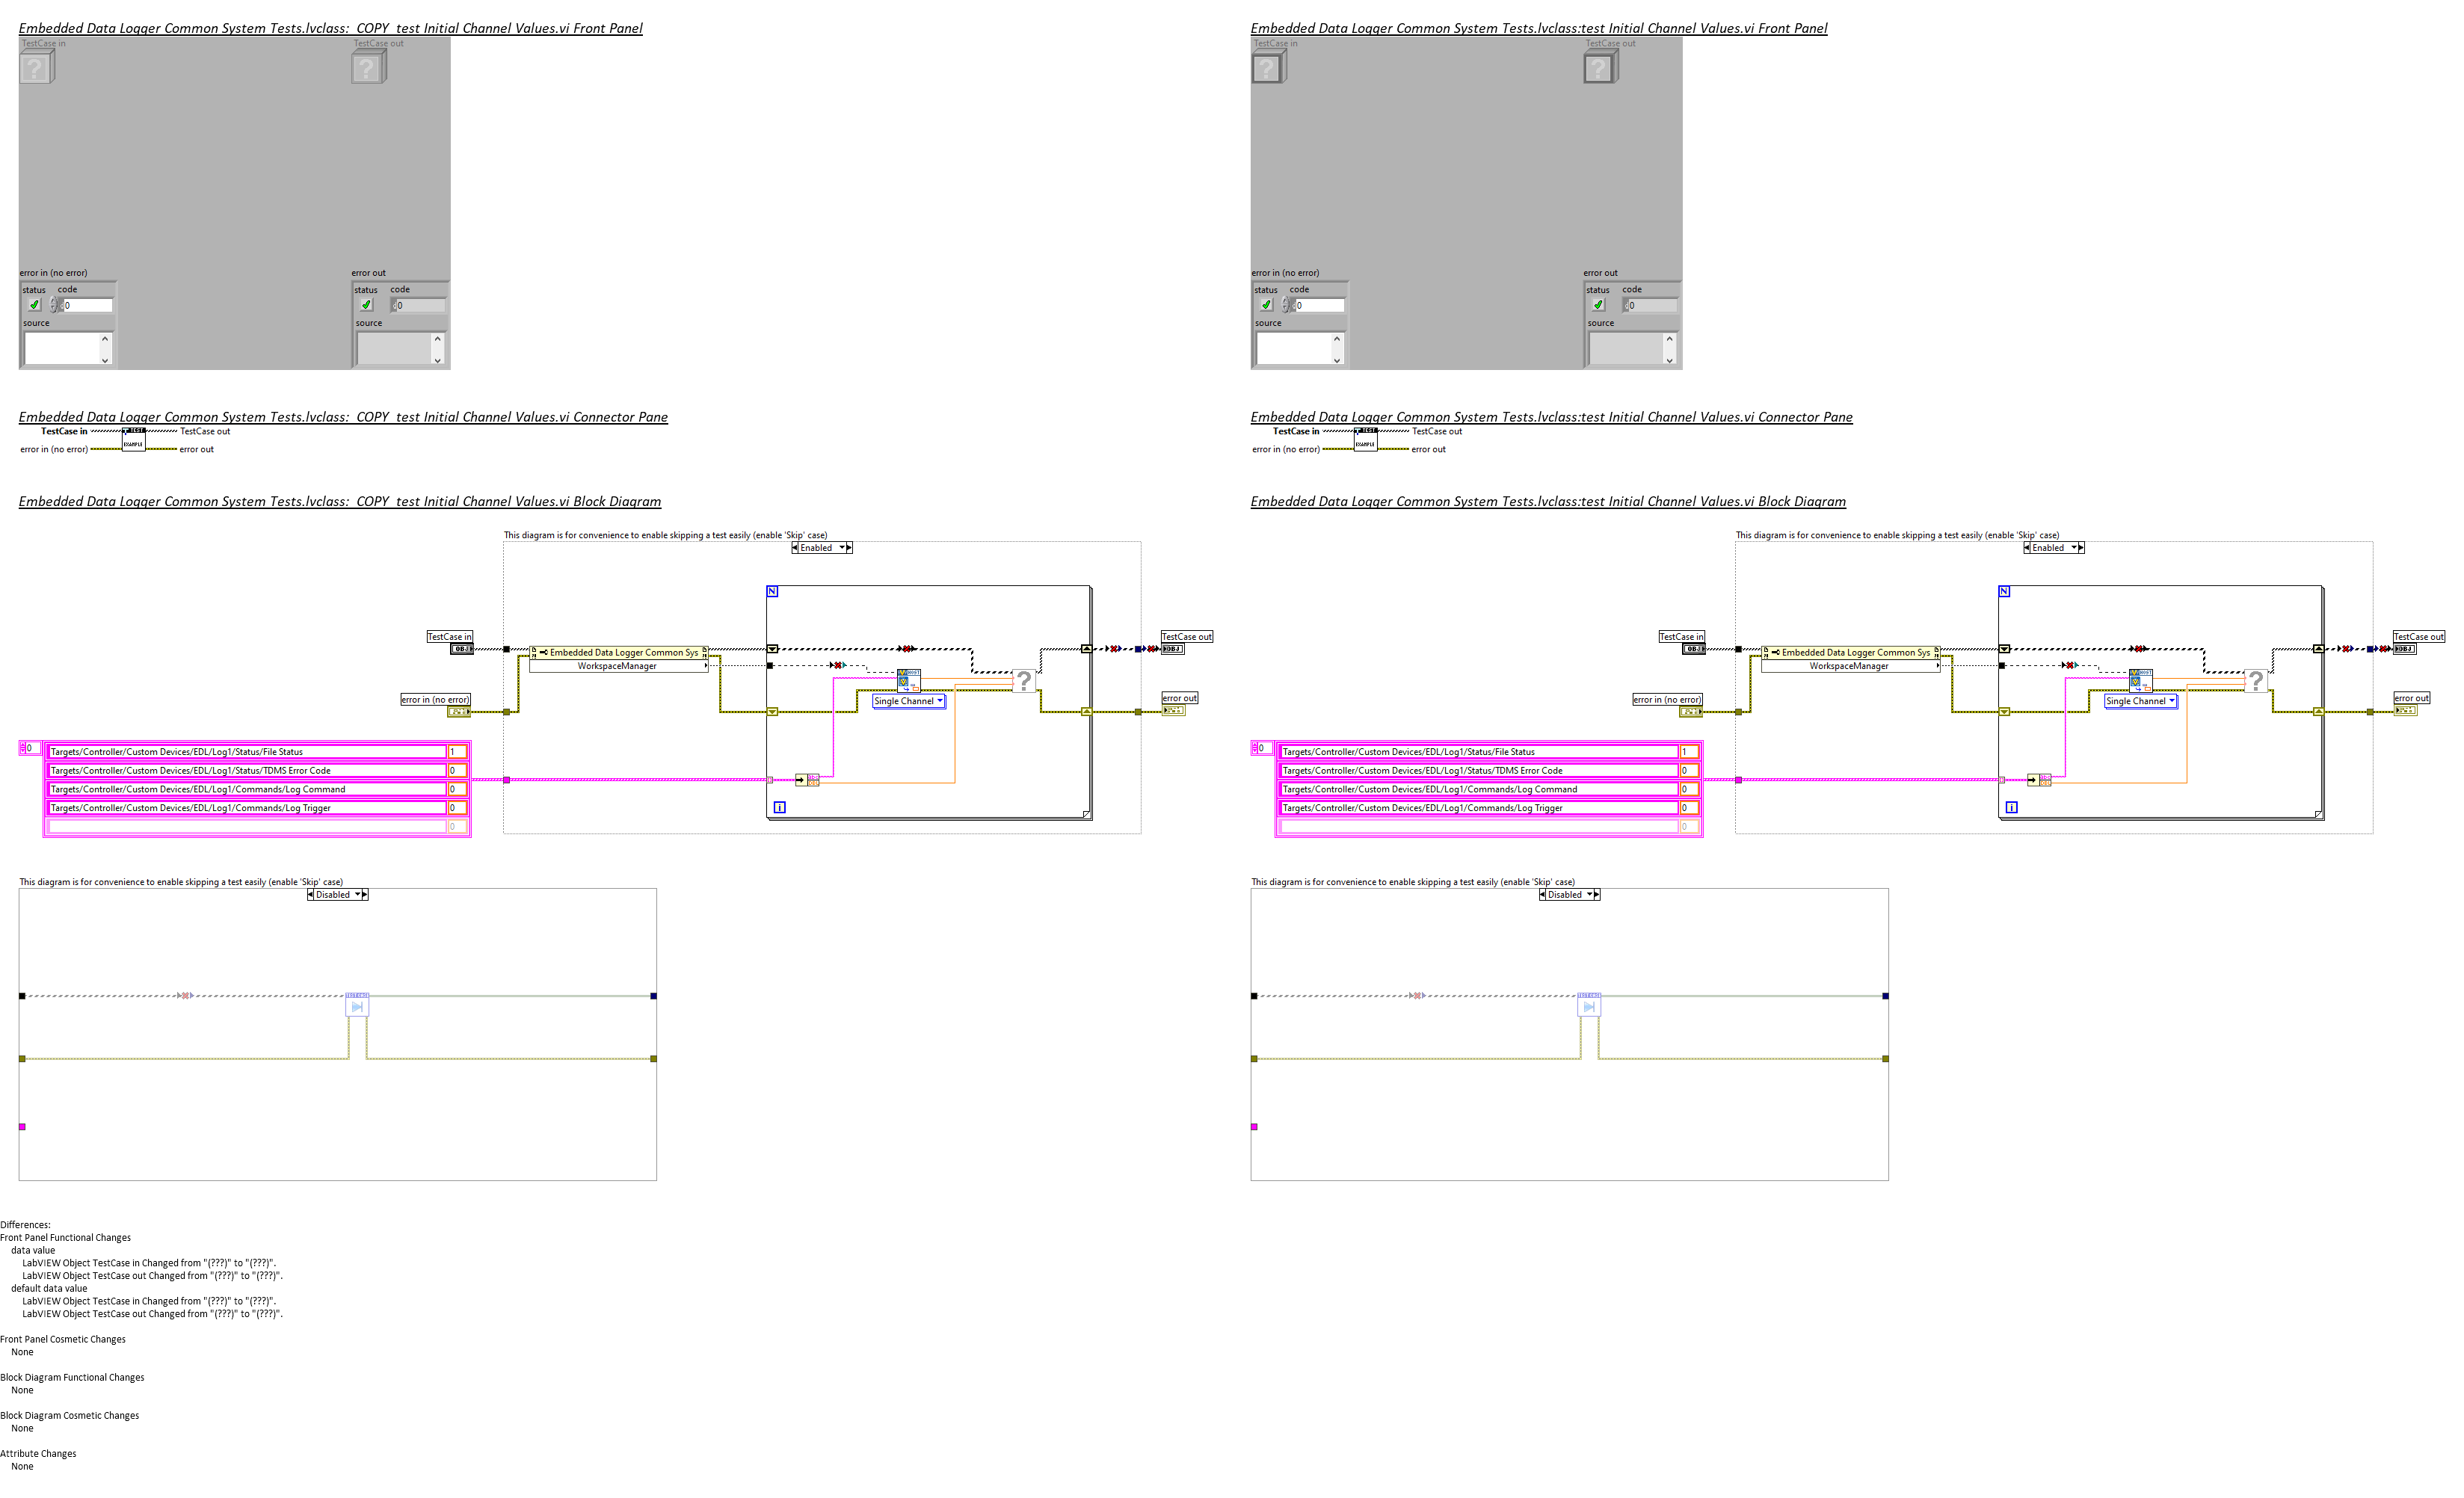 Embedded Data Logger Common System Tests.lvclass:_COPY_test Initial Channel Values.vi Front Panel
TestCase in
TestCase out
error in (no error)
status
code
0
source
error out
status
code
0
source
Embedded Data Logger Common System Tests.lvclass:_COPY_test Initial Channel Values.vi Connector Pane
TestCase in
TEST
TestCase out
error in (no error)
EXAMPLE
error out
Embedded Data Logger Common System Tests.lvclass:_COPY_test Initial Channel Values.vi Block Diagram
This diagram is for convenience to enable skipping a test easily (enable 'Skip' case)
Enabled
N
TestCase in
OBJ
Embedded Data Logger Common Sys
WorkspaceManager
?
Single Channel
TestCase out
OBJ
error in (no error)
error out
0
Targets/Controller/Custom Devices/EDL/Log1/Status/File Status 1
Targets/Controller/Custom Devices/EDL/Log1/Status/TDMS Error Code 0
Targets/Controller/Custom Devices/EDL/Log1/Commands/Log Command 0
Targets/Controller/Custom Devices/EDL/Log1/Commands/Log Trigger 0
0
i
This diagram is for convenience to enable skipping a test easily (enable 'Skip' case)
Disabled
Embedded Data Logger Common System Tests.lvclass:test Initial Channel Values.vi Front Panel
TestCase in
TestCase out
error in (no error)
status
code
0
source
error out
status
code
0
source
Embedded Data Logger Common System Tests.lvclass:test Initial Channel Values.vi Connector Pane
TestCase in
TEST
TestCase out
error in (no error)
EXAMPLE
error out
Embedded Data Logger Common System Tests.lvclass:test Initial Channel Values.vi Block Diagram
This diagram is for convenience to enable skipping a test easily (enable 'Skip' case)
Enabled
N
TestCase in
OBJ
Embedded Data Logger Common Sys
WorkspaceManager
?
Single Channel
TestCase out
OBJ
error in (no error)
error out
0
Targets/Controller/Custom Devices/EDL/Log1/Status/File Status 1
Targets/Controller/Custom Devices/EDL/Log1/Status/TDMS Error Code 0
Targets/Controller/Custom Devices/EDL/Log1/Commands/Log Command 0
Targets/Controller/Custom Devices/EDL/Log1/Commands/Log Trigger 0
0
i
This diagram is for convenience to enable skipping a test easily (enable 'Skip' case)
Disabled
Differences:
Front Panel Functional Changes
data value
LabVIEW Object TestCase in Changed from "(???)" to "(???)".
LabVIEW Object TestCase out Changed from "(???)" to "(???)".
default data value
LabVIEW Object TestCase in Changed from "(???)" to "(???)".
LabVIEW Object TestCase out Changed from "(???)" to "(???)".
Front Panel Cosmetic Changes
None
Block Diagram Functional Changes
None
Block Diagram Cosmetic Changes
None
Attribute Changes
None